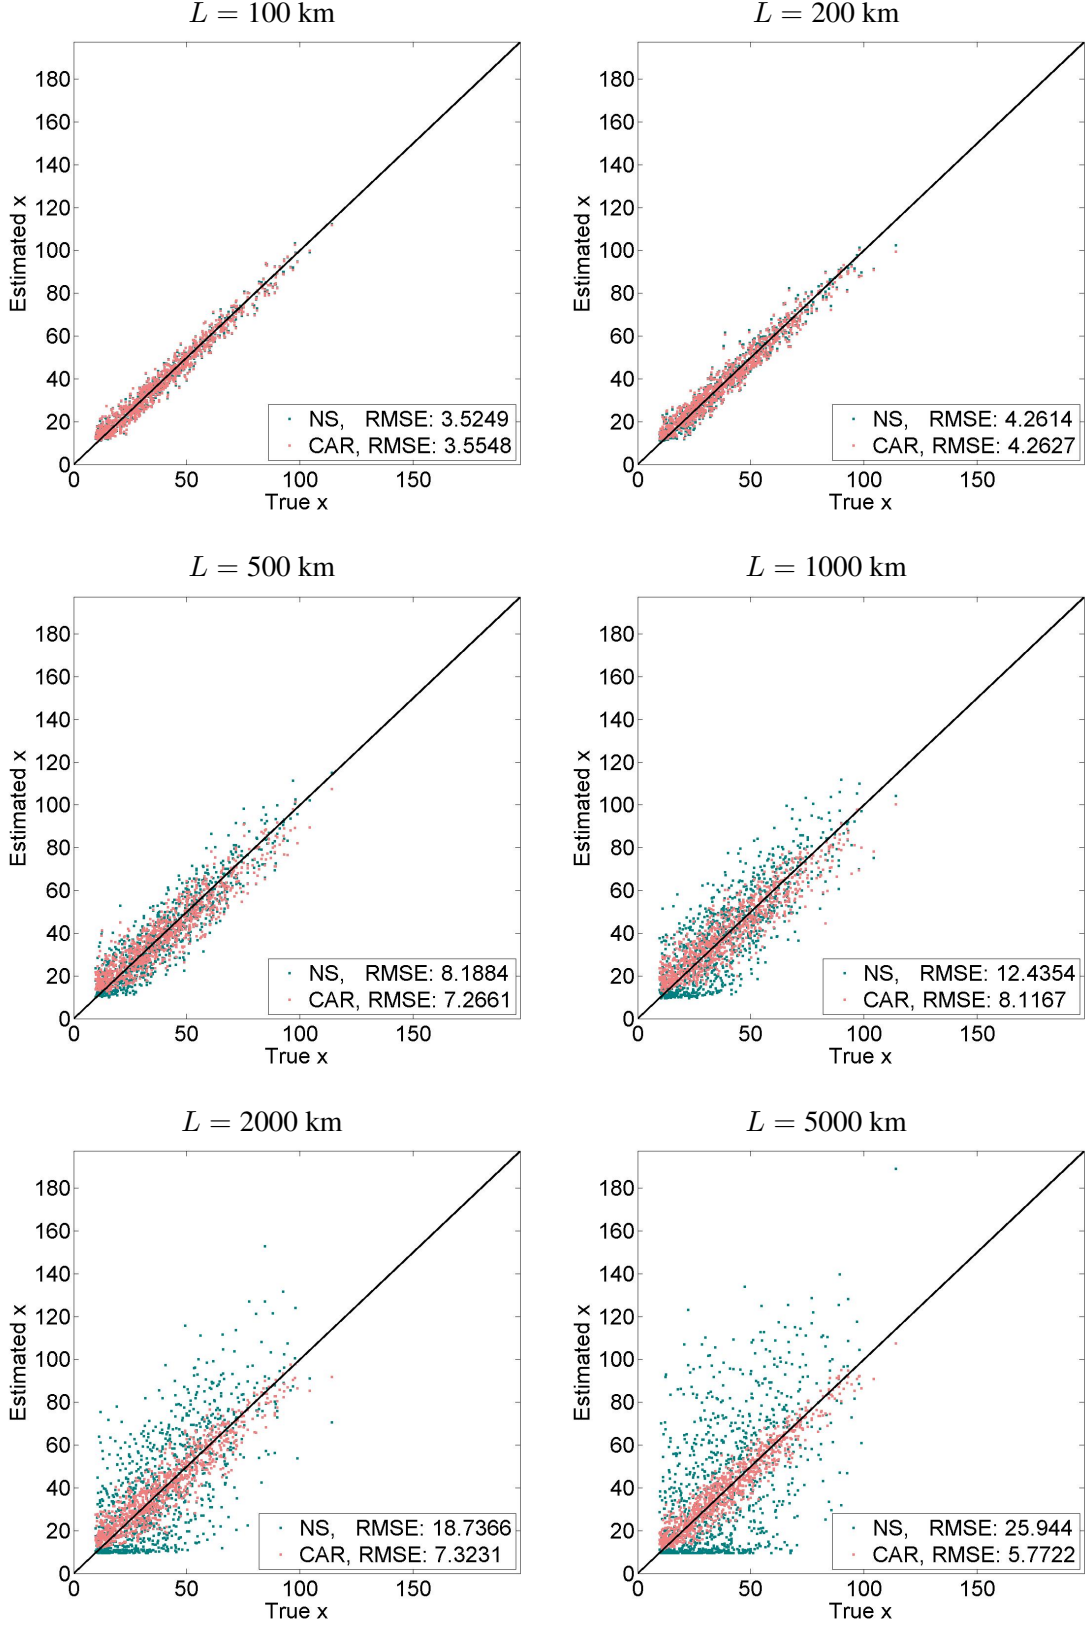 L = 100 km
L = 200 km
180
160
140
120
100
80
60
40
20
0
Estimated x
NS, RMSE: 3.5249
CAR, RMSE: 3.5548
0 50 100 150
True x
180
160
140
120
100
80
60
40
20
0
Estimated x
NS, RMSE: 4.2614
CAR, RMSE: 4.2627
0 50 100 150
True x
L = 500 km
L = 1000 km
180
160
140
120
100
80
60
40
20
0
Estimated x
NS, RMSE: 8.1884
CAR, RMSE: 7.2661
0 50 100 150
True x
180
160
140
120
100
80
60
40
20
0
Estimated x
NS, RMSE: 12.4354
CAR, RMSE: 8.1167
0 50 100 150
True x
L = 2000 km
L = 5000 km
180
160
140
120
100
80
60
40
20
0
Estimated x
NS, RMSE: 18.7366
CAR, RMSE: 7.3231
0 50 100 150
True x
180
160
140
120
100
80
60
40
20
0
Estimated x
NS, RMSE: 25.944
CAR, RMSE: 5.7722
0 50 100 150
True x